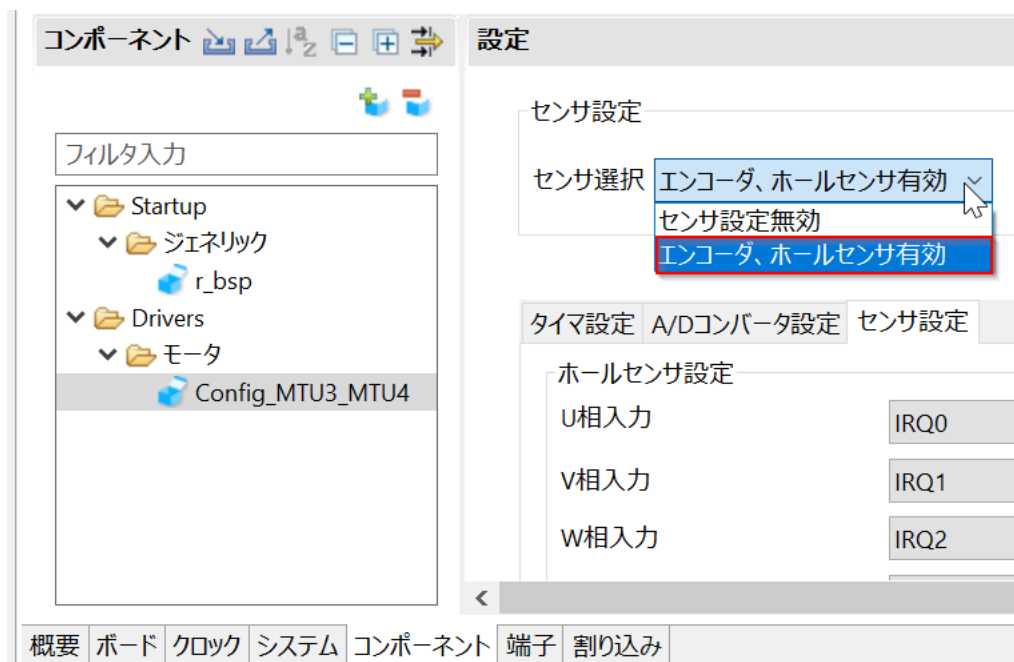 コンポーネント
設定
フィルタ入力
Startup
ジェネリック
r_bsp
Drivers
モータ
Config_MTU3_MTU4
センサ設定
センサ選択 エンコーダ、ホールセンサ有効
センサ設定無効
エンコーダ、ホールセンサ有効
タイマ設定 A/Dコンバータ設定 センサ設定
ホールセンサ設定
U相入力 IRQ0
V相入力 IRQ1
W相入力 IRQ2
概要 ボード クロック システム コンポーネント 端子 割り込み